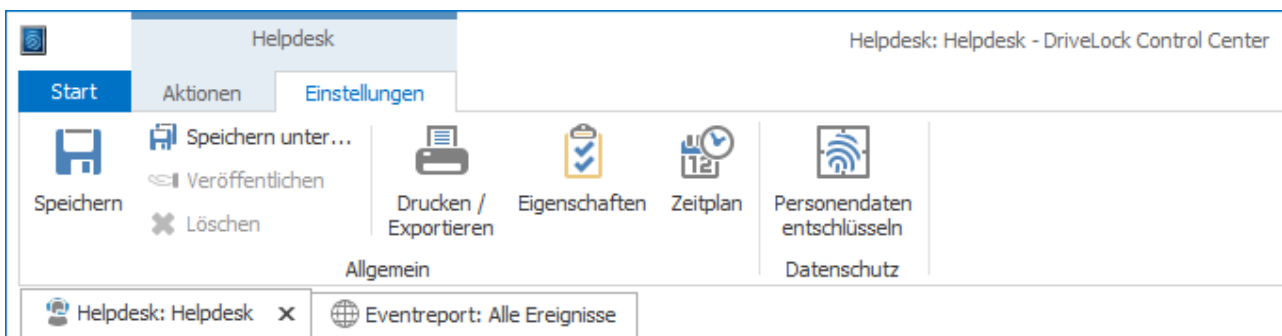 Helpdesk
Helpdesk: Helpdesk - DriveLock Control Center
Start
Aktionen
Einstellungen
Speichern
Speichern unter...
Veröffentlichen
Löschen
Drucken /
Exportieren
Eigenschaften
12
Zeitplan
Allgemein
Personendaten
entschlüsseln
Datenschutz
Helpdesk: Helpdesk x
Eventreport: Alle Ereignisse